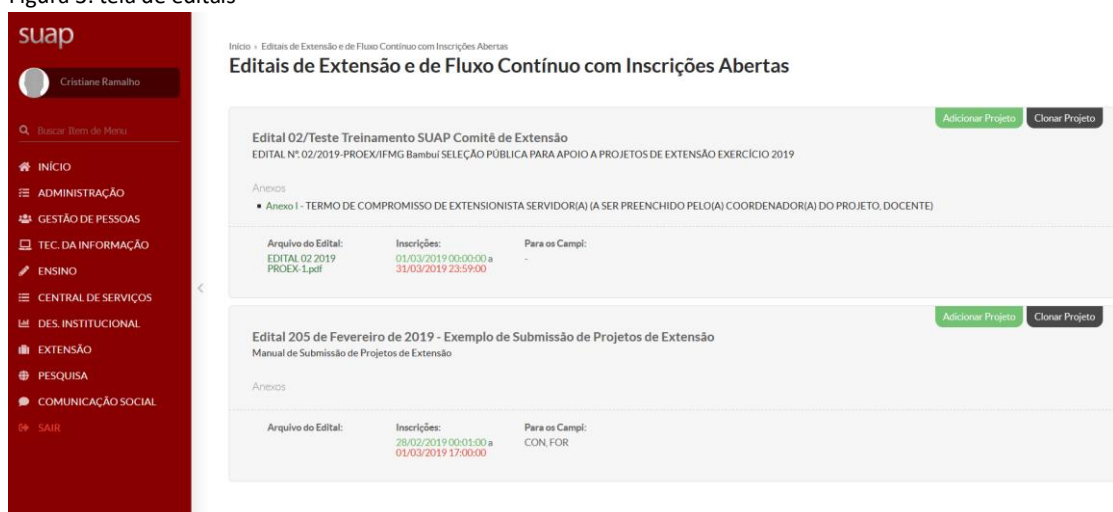 suap
Cristiane Ramalho
Buscar Item de Menu
INÍCIO
ADMINISTRAÇÃO
GESTÃO DE PESSOAS
TEC. DA INFORMAÇÃO
ENSINO
CENTRAL DE SERVIÇOS
DES. INSTITUCIONAL
EXTENSÃO
PESQUISA
COMUNICAÇÃO SOCIAL
SAIR
Início › Editais de Extensão e de Fluxo Contínuo com Inscrições Abertas
Editais de Extensão e de Fluxo Contínuo com Inscrições Abertas
Adicionar Projeto Clonar Projeto
Edital 02/Teste Treinamento SUAP Comitê de Extensão
EDITAL Nº. 02/2019-PROEX/IFMG Bambuí SELEÇÃO PÚBLICA PARA APOIO A PROJETOS DE EXTENSÃO EXERCÍCIO 2019
Anexos
▪ Anexo I - TERMO DE COMPROMISSO DE EXTENSIONISTA SERVIDOR(A) (A SER PREENCHIDO PELO(A) COORDENADOR(A) DO PROJETO, DOCENTE)
Arquivo do Edital: Inscrições: Para os Campi:
EDITAL 02 2019 01/03/2019 00:00:00 a -
PROEX-1.pdf 31/03/2019 23:59:00
Adicionar Projeto Clonar Projeto
Edital 205 de Fevereiro de 2019 - Exemplo de Submissão de Projetos de Extensão
Manual de Submissão de Projetos de Extensão
Anexos
Arquivo do Edital: Inscrições: Para os Campi:
28/02/2019 00:01:00 a CON, FOR
01/03/2019 17:00:00